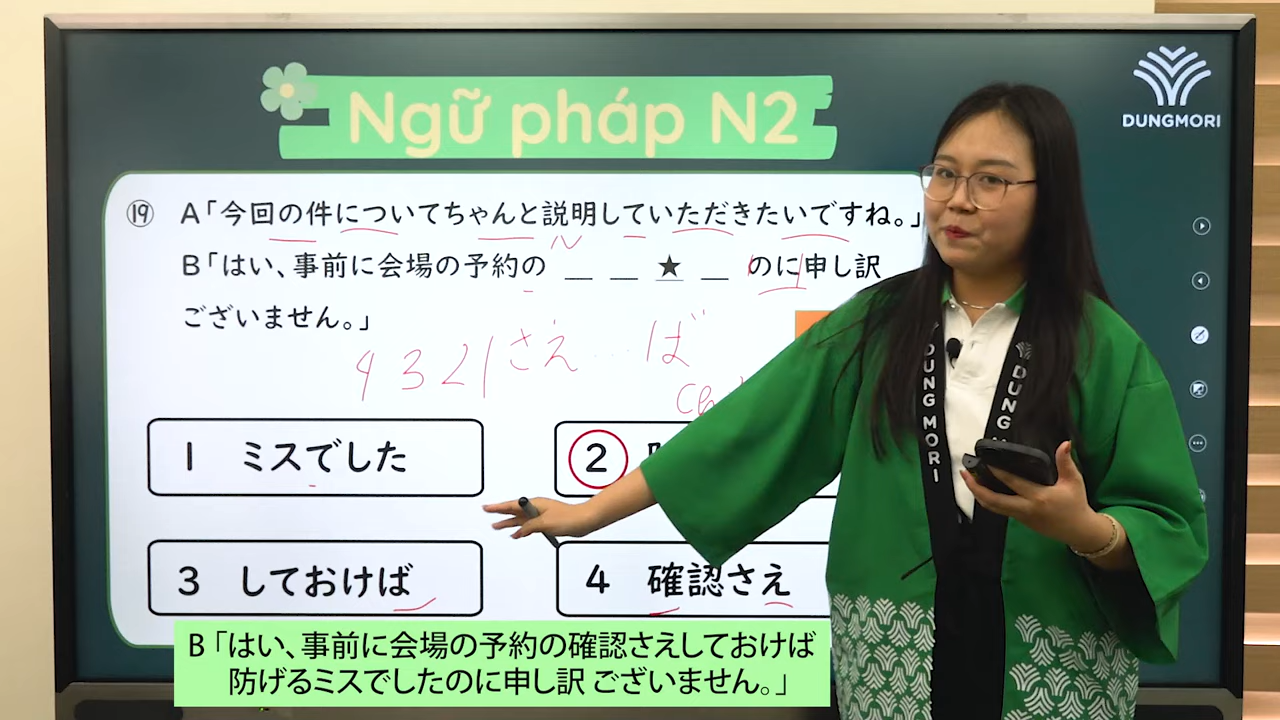 Ngữ pháp N2
DUNGMORI
⑲ A「今回の件についてちゃんと説明していただきたいですね。」
B「はい、事前に会場の予約の _ _ ★ _ のに申し訳
ございません。」
4 3 2 1 さえ…ば
1 ミスでした
2
3 しておけば
4 確認さえ
DUNG MORI
DUNG
B「はい、事前に会場の予約の確認さえしておけば
防げるミスでしたのに申し訳 ございません。」